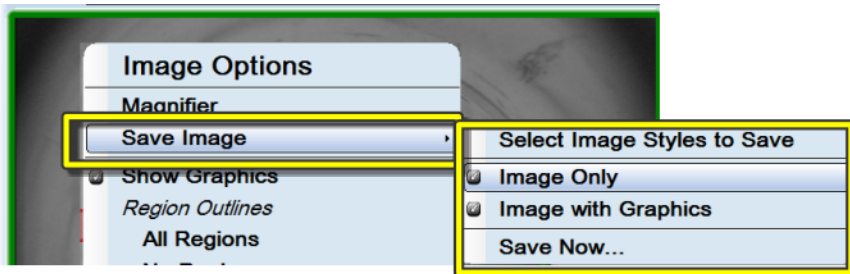 Image Options
Magnifier
Save Image
Show Graphics
Region Outlines
All Regions
Select Image Styles to Save
Image Only
Image with Graphics
Save Now...